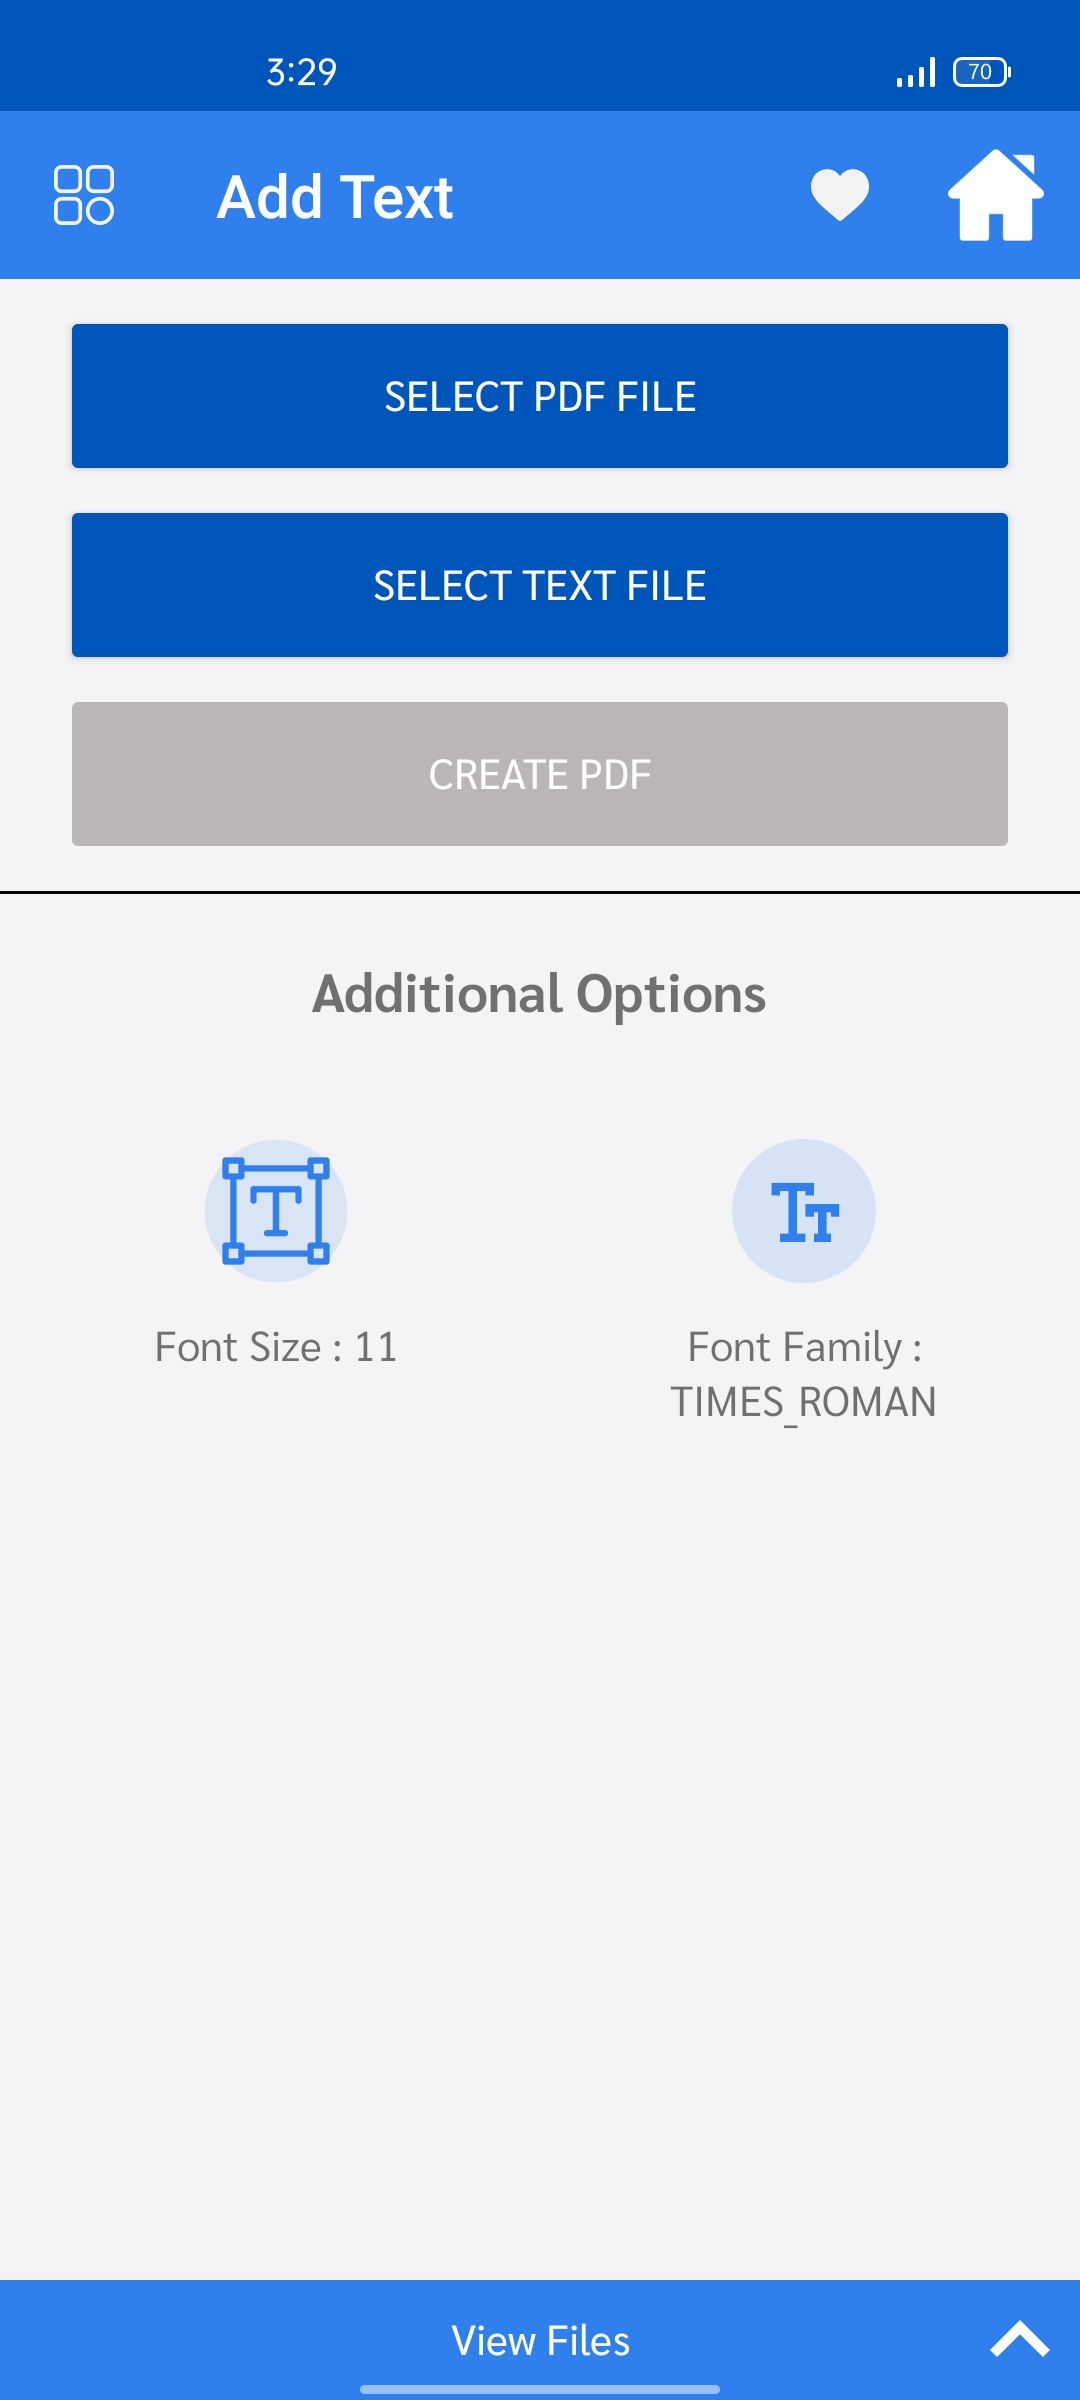 3:29
70
Add Text
SELECT PDF FILE
SELECT TEXT FILE
CREATE PDF
Additional Options
Font Size : 11
Font Family :
TIMES_ROMAN
View Files